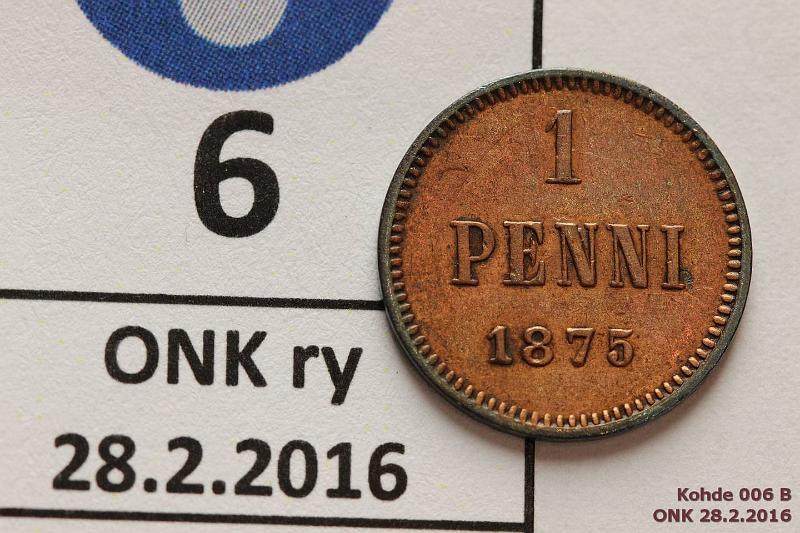 6
ONK ry
28.2.2016
1
PENNI
1875
Kohde 006 B
ONK 28.2.2016